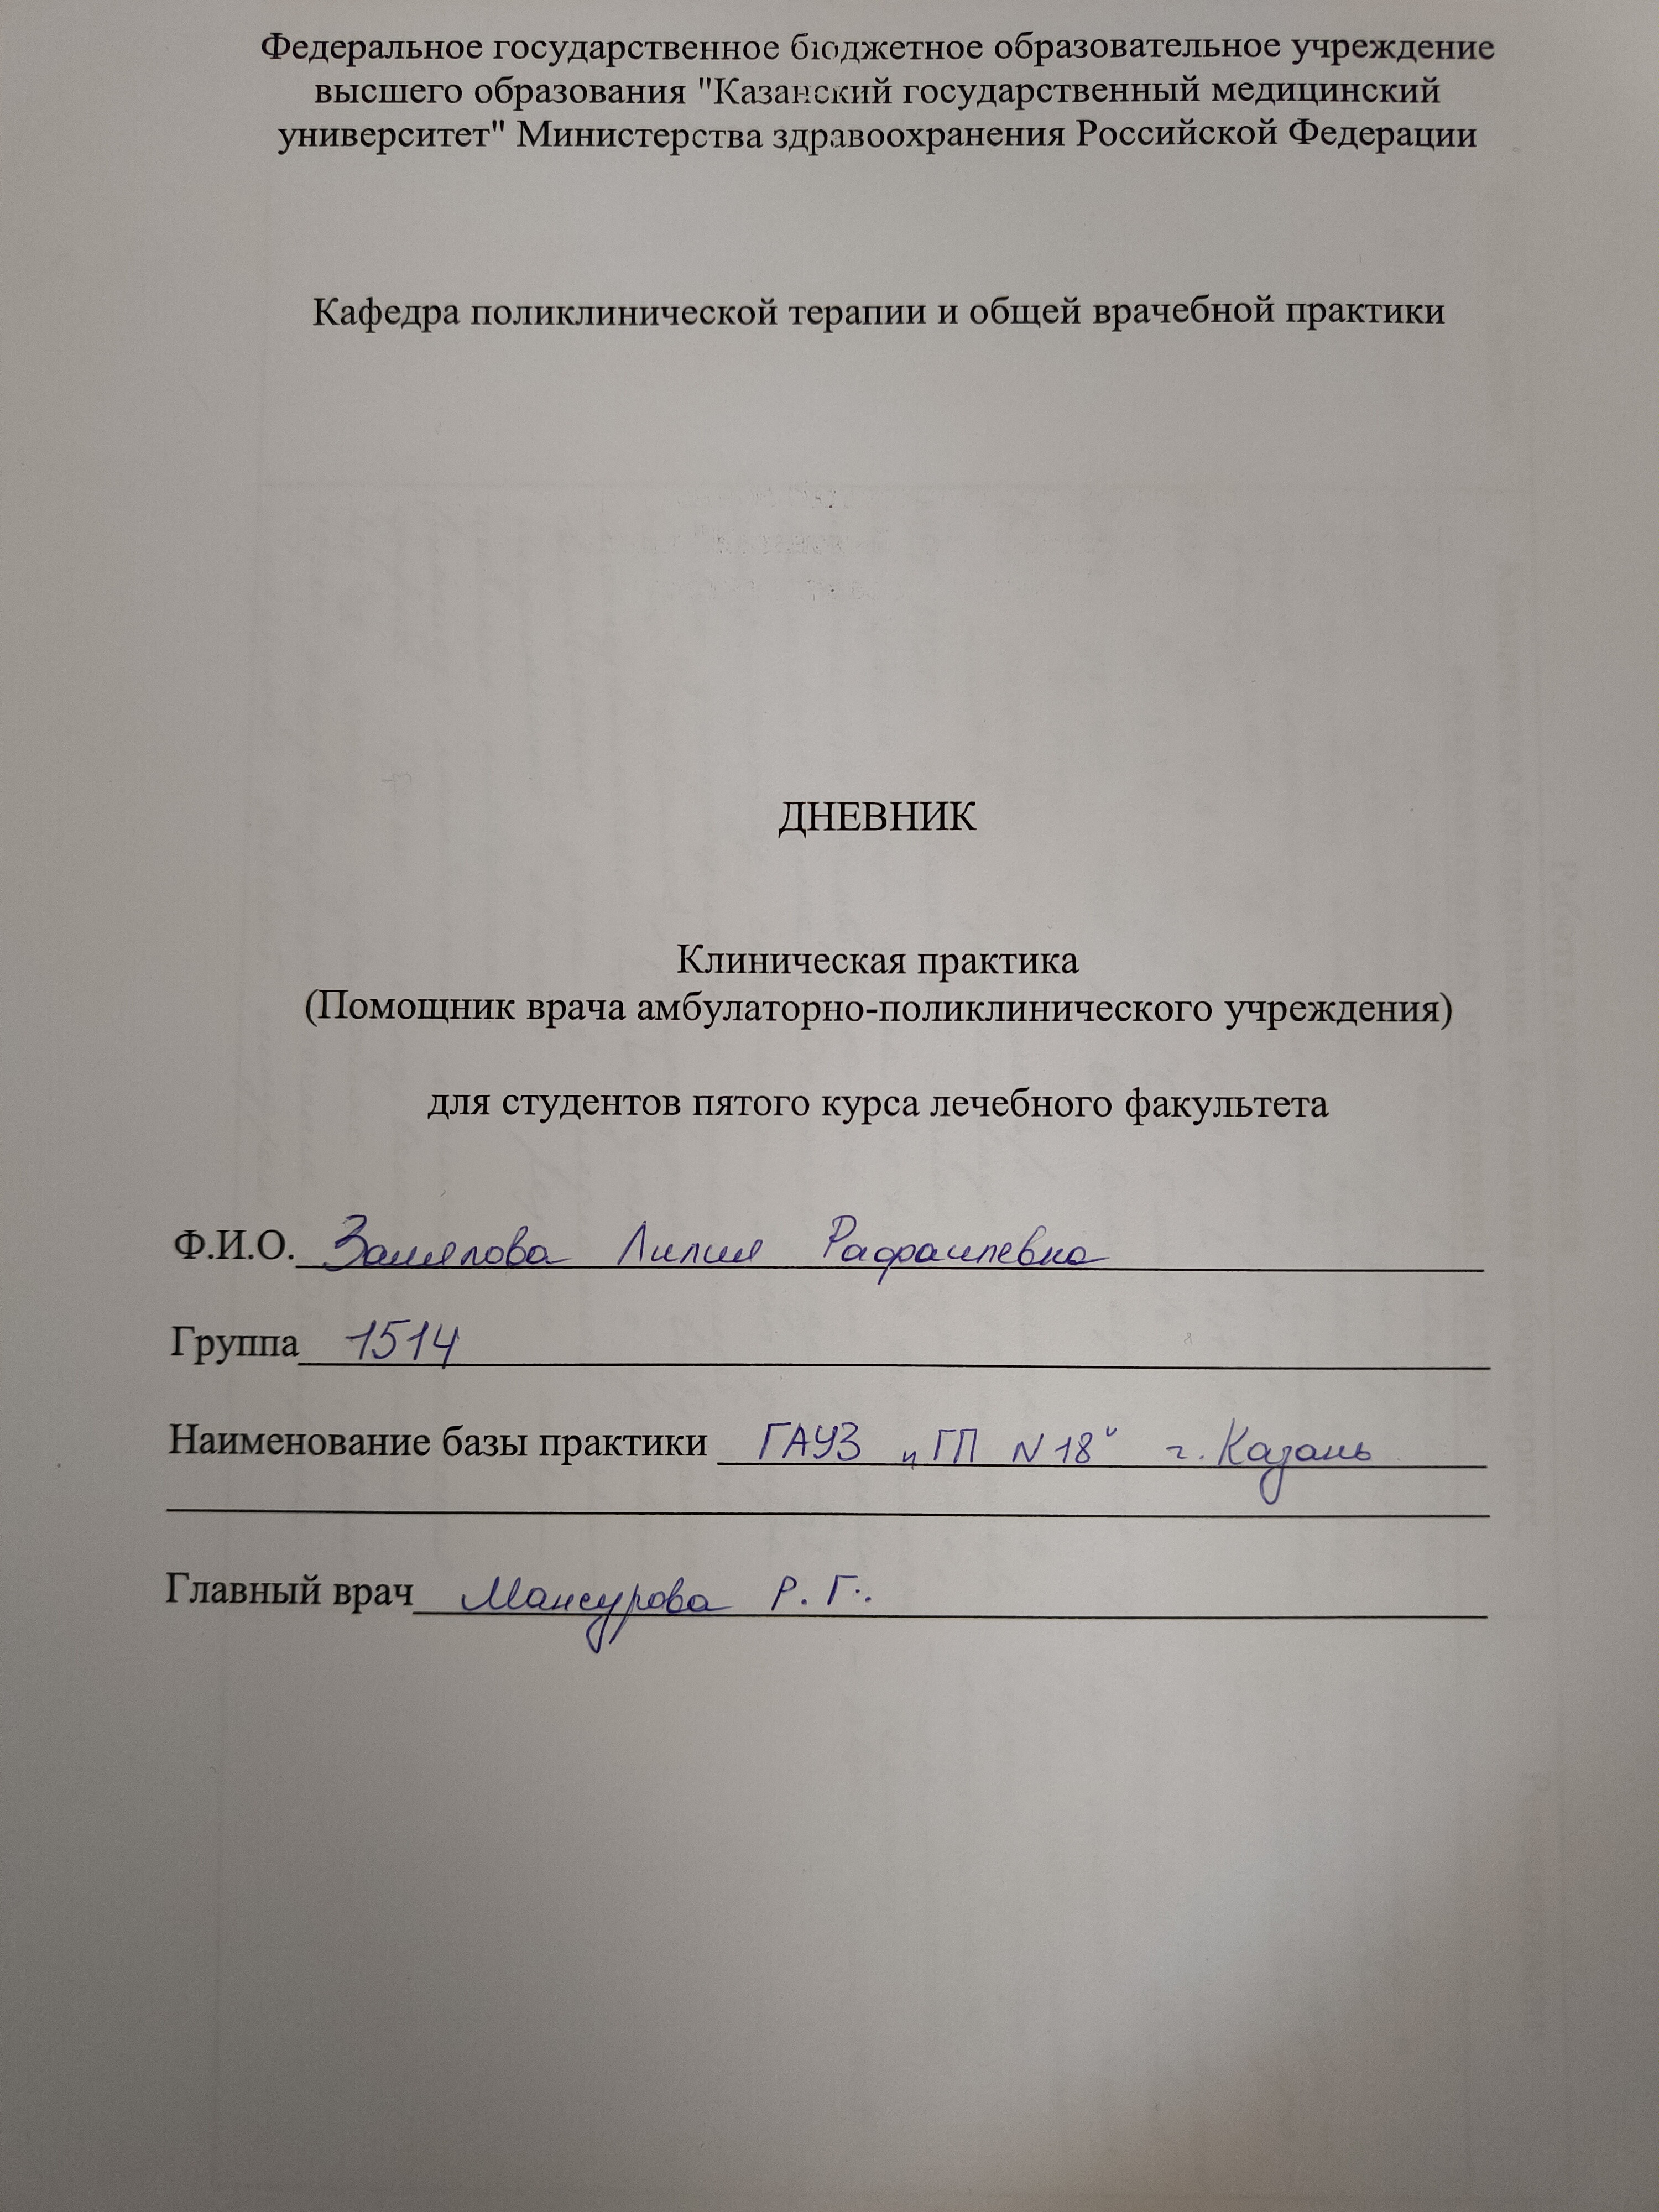 Федеральное государственное бюджетное образовательное учреждение
высшего образования "Казанский государственный медицинский
университет" Министерства здравоохранения Российской Федерации
Кафедра поликлинической терапии и общей врачебной практики
ДНЕВНИК
Клиническая практика
(Помощник врача амбулаторно-поликлинического учреждения)
для студентов пятого курса лечебного факультета
Ф.И.О. Замялова Лилия Рафаилевна
Группа 1514
Наименование базы практики ГАУЗ „ГП N18" г. Казань
Главный врач Мансурова Р. Г.